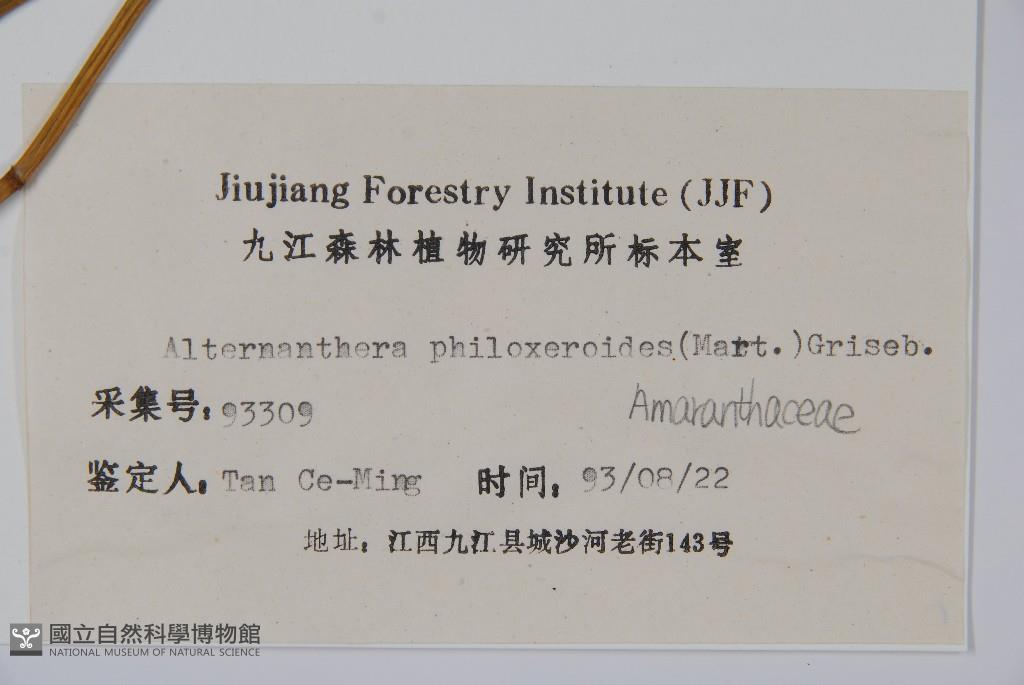 Jiujiang Forestry Institute (JJF)
九江森林植物研究所标本室
Alternanthera philoxeroides(Mart.)Griseb.
采集号:93309
Amaranthaceae
鉴定人:Tan Ce-Ming 时间:93/08/22
地址:江西九江县城沙河老街143号
國立自然科學博物館
NATIONAL MUSEUM OF NATURAL SCIENCE